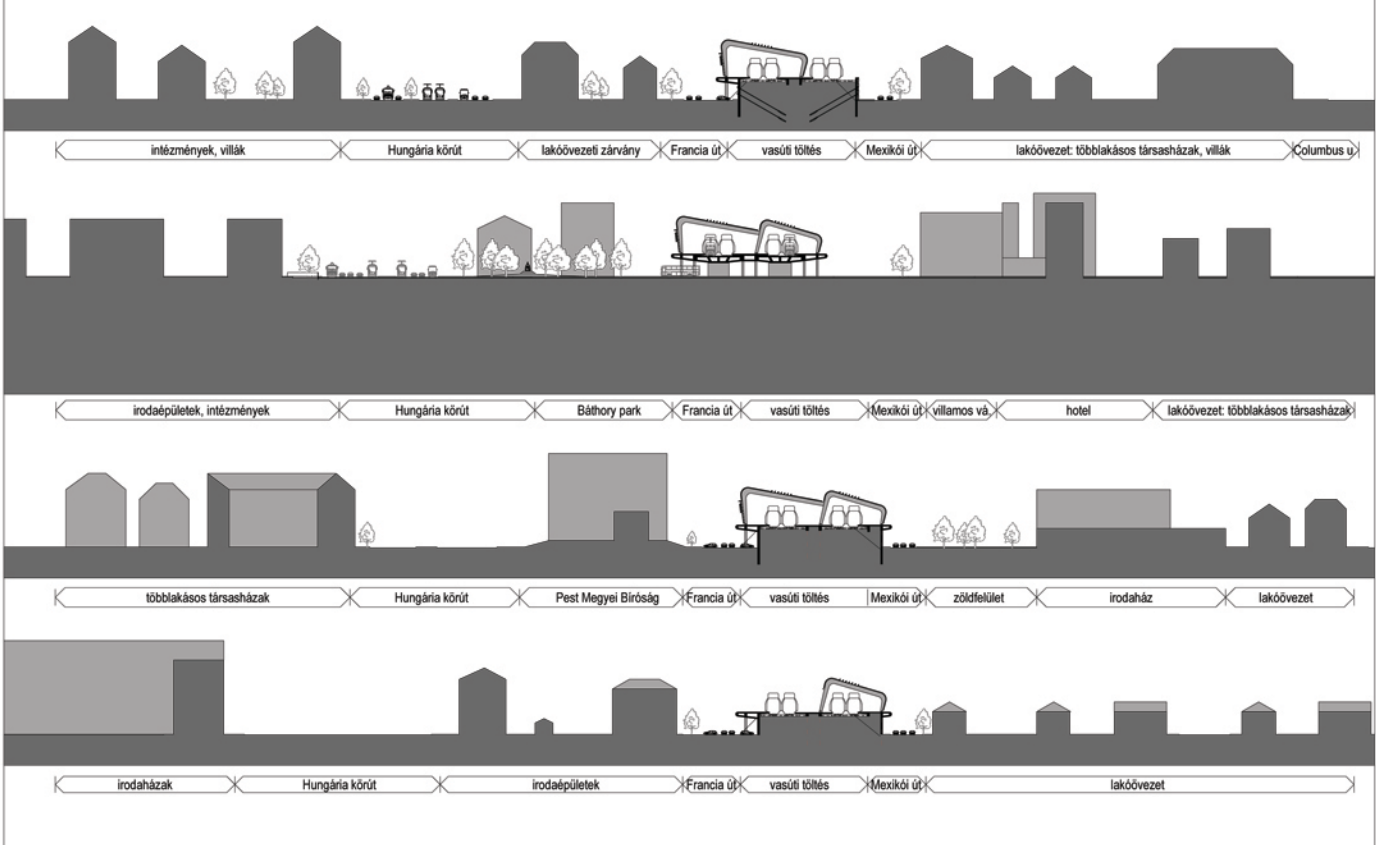 intézmények, villák
Hungária körút
lakóövezeti zárvány
Francia út
vasúti töltés
Mexikói út
lakóövezet: többlakásos társasházak, villák
Columbus u.
irodaépületek, intézmények
Hungária körút
Báthory park
Francia út
vasúti töltés
Mexikói út
villamos vá.
hotel
lakóövezet: többlakásos társasházak
többlakásos társasházak
Hungária körút
Pest Megyei Bíróság
Francia út
vasúti töltés
Mexikói út
zöldfelület
irodaház
lakóövezet
irodaházak
Hungária körút
irodaépületek
Francia út
vasúti töltés
Mexikói út
lakóövezet